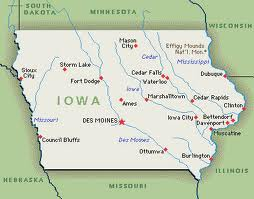 SOUTH
DAKOTA
MINNESOTA
WISCONSIN
Mason
City
Effigy Mounds
Nat'l. Mon.
Cedar
Mississippi
Sioux
City
Storm Lake
Fort Dodge
Cedar Falls
Waterloo
Dubuque
Iowa
IOWA
Ames
Marshalltown
Cedar Rapids
Clinton
Missouri
DES MOINES
Iowa City
Bettendorf
Davenport
Muscatine
Council Bluffs
Des Moines
Ottumwa
Burlington
NEBRASKA
MISSOURI
ILLINOIS